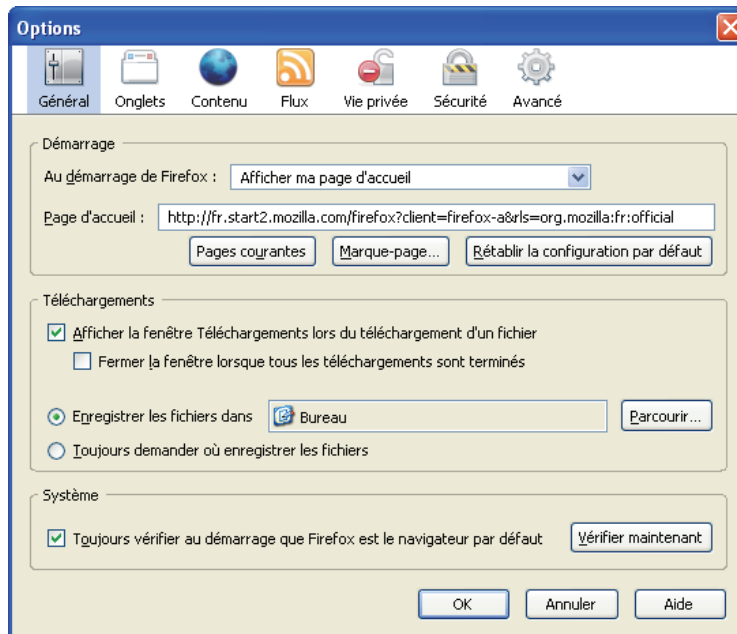 Options
Général Onglets Contenu Flux Vie privée Sécurité Avancé
Démarrage
Au démarrage de Firefox : Afficher ma page d'accueil
Page d'accueil : http://fr.start2.mozilla.com/firefox?client=firefox-a&rls=org.mozilla:fr:official
Pages courantes Marque-page... Rétablir la configuration par défaut
Téléchargements
Afficher la fenêtre Téléchargements lors du téléchargement d'un fichier
Fermer la fenêtre lorsque tous les téléchargements sont terminés
Enregistrer les fichiers dans Bureau Parcourir...
Toujours demander où enregistrer les fichiers
Système
Toujours vérifier au démarrage que Firefox est le navigateur par défaut Vérifier maintenant
OK Annuler Aide